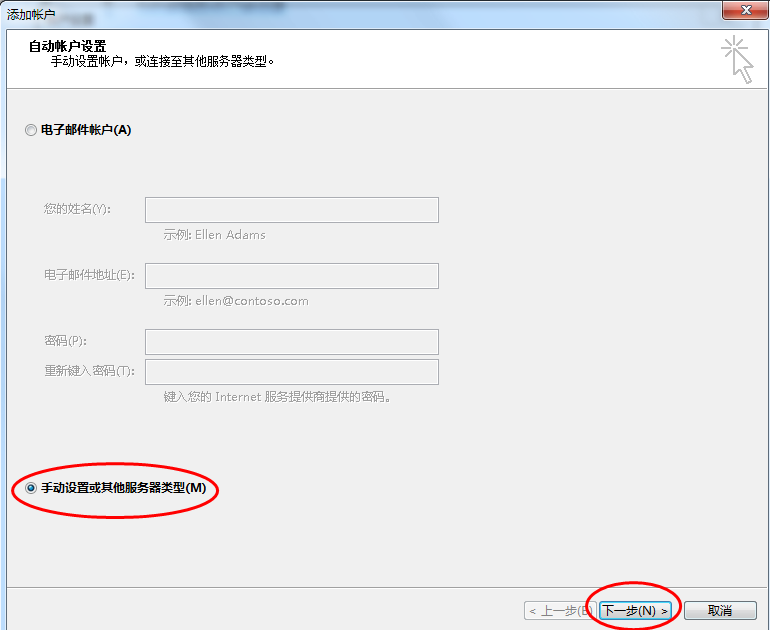 添加帐户
自动帐户设置
手动设置帐户，或连接至其他服务器类型。
电子邮件帐户(A)
您的姓名(Y):
示例: Ellen Adams
电子邮件地址(E):
示例: ellen@contoso.com
密码(P):
重新键入密码(T):
键入您的 Internet 服务提供商提供的密码。
手动设置或其他服务器类型(M)
< 上一步(B)
下一步(N) >
取消